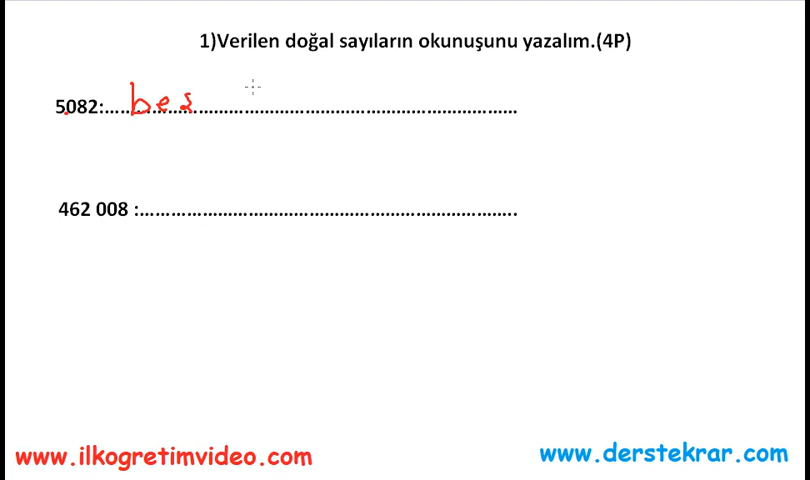 1)Verilen doğal sayıların okunuşunu yazalım.(4P)
5082:....beş....................................................................
462 008 :....................................................................
www.ilkogretimvideo.com
www.derstekrar.com